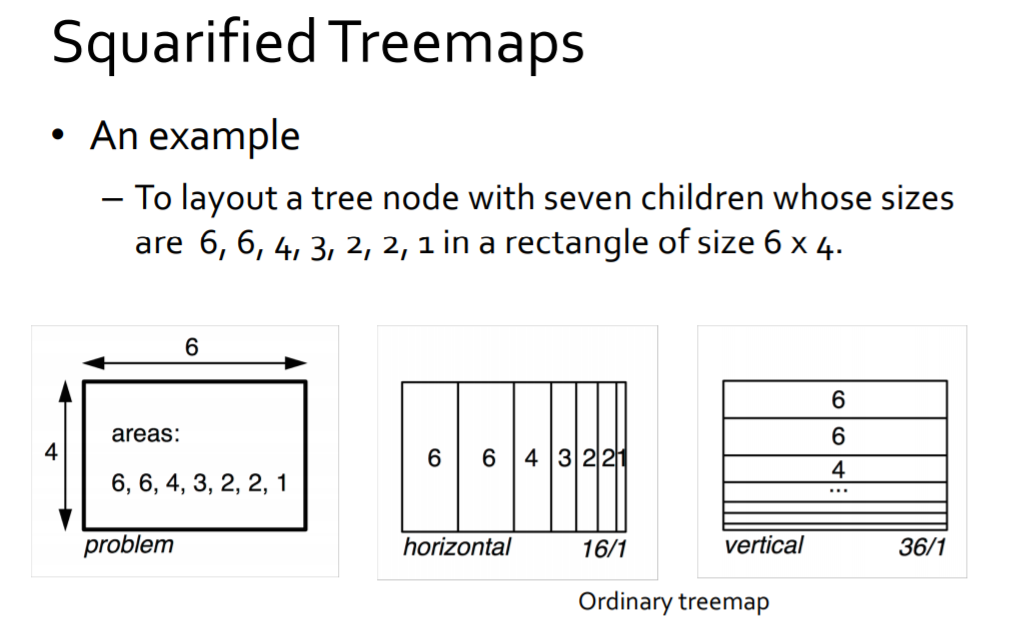 Squarified Treemaps
• An example
– To layout a tree node with seven children whose sizes
are 6, 6, 4, 3, 2, 2, 1 in a rectangle of size 6 x 4.
6
4
areas:
6, 6, 4, 3, 2, 2, 1
problem
6 6 4 3 2 2 1
horizontal 16/1
6
6
4
...
vertical 36/1
Ordinary treemap